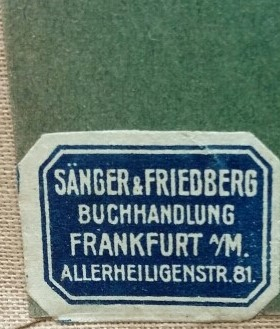 SÄNGER & FRIEDBERG
BUCHHANDLUNG
FRANKFURT A/M.
ALLERHEILIGENSTR. 81.